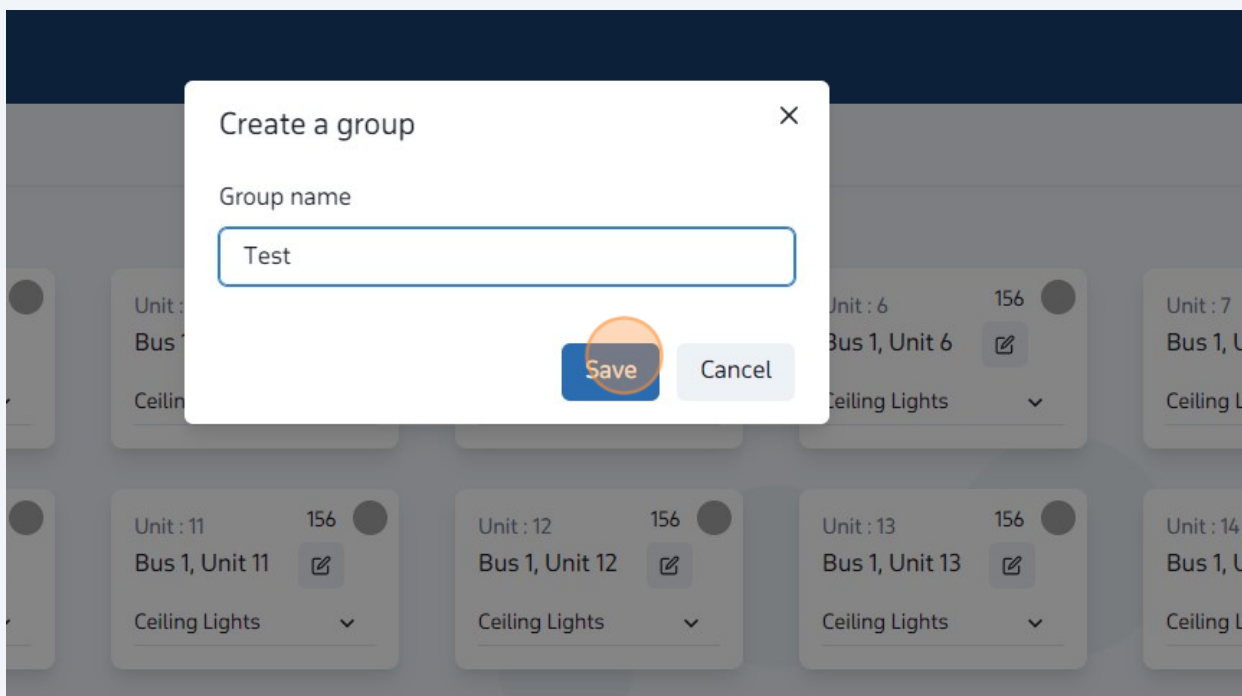 Create a group
Group name
Test
Save
Cancel
Unit :
Bus
Unit : 6
156
Bus 1, Unit 6
Ceiling Lights
Unit : 7
Bus 1,
Ceiling
Unit : 11
156
Bus 1, Unit 11
Ceiling Lights
Unit : 12
156
Bus 1, Unit 12
Ceiling Lights
Unit : 13
156
Bus 1, Unit 13
Ceiling Lights
Unit : 14
Bus 1,
Ceiling